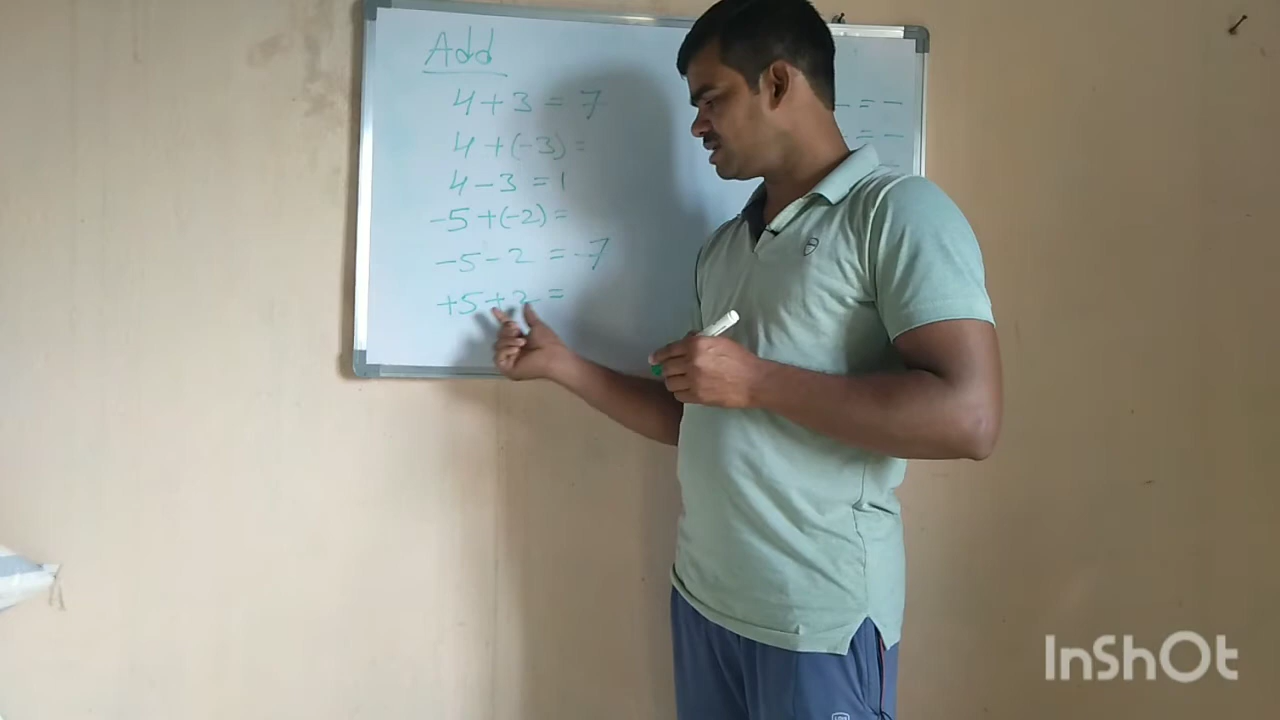 Add
4 + 3 = 7
4 + (-3) =
4 - 3 = 1
-5 + (-2) =
-5 - 2 = -7
+5 + 2 =
- = -
- = -
InShOt